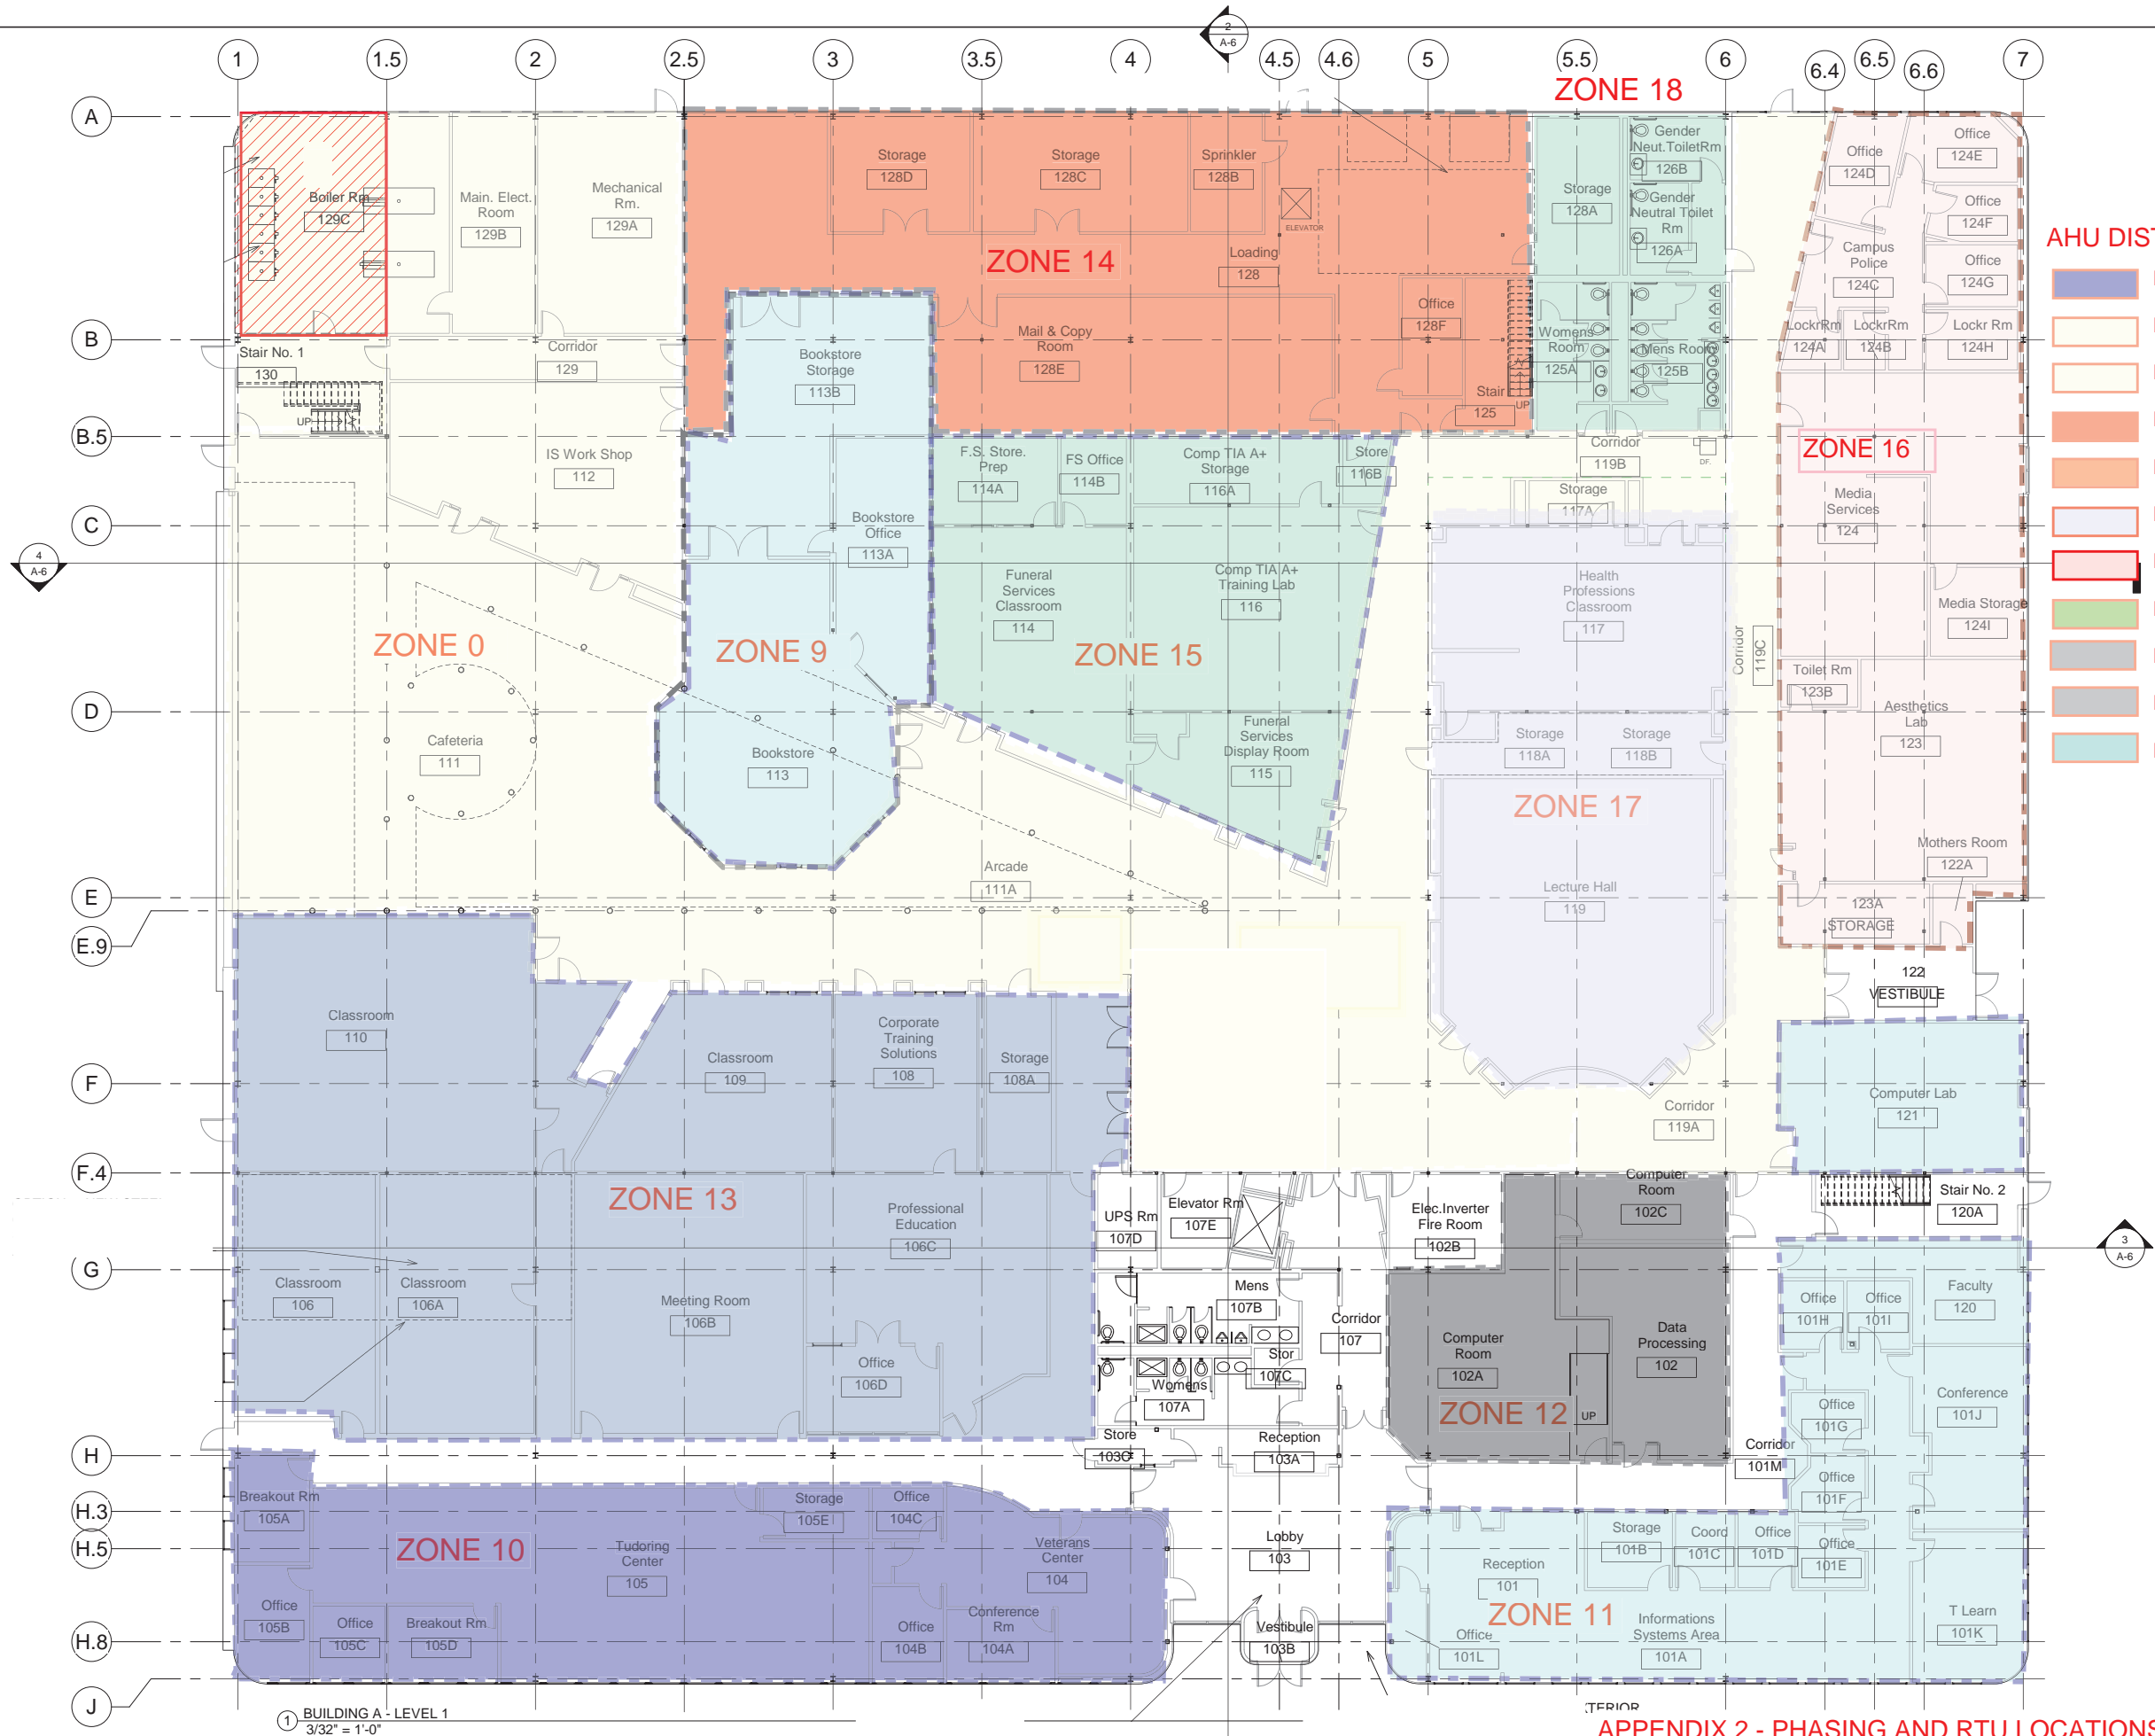 2
A-6
1
1.5
2
2.5
3
3.5
4
4.5
4.6
5
5.5
6
6.4
6.5
6.6
7
ZONE 18
A
B
B.5
C
D
E
E.9
F
F.4
G
H
H.3
H.5
H.8
J
4
A-6
3
A-6
AHU DIST
Boiler Rm
129C
Main. Elect.
Room
129B
Mechanical
Rm.
129A
Storage
128D
Storage
128C
Sprinkler
128B
ELEVATOR
ZONE 14
Loading
128
Storage
128A
Gender
Neut.ToiletRm
126B
Gender
Neutral Toilet
Rm
126A
Office
124D
Office
124E
Office
124F
Campus
Police
124C
Office
124G
LockrRm
124A
LockrRm
124B
Lockr Rm
124H
Stair No. 1
130
UP
Corridor
129
Bookstore
Storage
113B
Mail & Copy
Room
128E
Office
128F
Stair
125
UP
Womens
Room
125A
Mens Room
125B
IS Work Shop
112
F.S. Store.
Prep
114A
FS Office
114B
Comp TIA A+
Storage
116A
Store
116B
Corridor
119B
DF.
Storage
117A
ZONE 16
Media
Services
124
Bookstore
Office
113A
Funeral
Services
Classroom
114
Comp TIA A+
Training Lab
116
Health
Professions
Classroom
117
Corridor
119C
Media Storage
124I
ZONE 0
ZONE 9
ZONE 15
Toilet Rm
123B
Aesthetics
Lab
123
Cafeteria
111
Bookstore
113
Funeral
Services
Display Room
115
Storage
118A
Storage
118B
ZONE 17
Arcade
111A
Lecture Hall
119
Mothers Room
122A
123A
STORAGE
122
VESTIBULE
Classroom
110
Classroom
109
Corporate
Training
Solutions
108
Storage
108A
Corridor
119A
Computer Lab
121
ZONE 13
Professional
Education
106C
UPS Rm
107D
Elevator Rm
107E
Elec.Inverter
Fire Room
102B
Computer
Room
102C
Stair No. 2
120A
Classroom
106
Classroom
106A
Meeting Room
106B
Office
106D
Mens
107B
Corridor
107
Stor
107C
Womens
107A
Computer
Room
102A
Data
Processing
102
UP
ZONE 12
Office
101H
Office
101I
Faculty
120
Conference
101J
Office
101G
Corridor
101M
Office
101F
Store
103C
Reception
103A
Breakout Rm
105A
ZONE 10
Tudoring
Center
105
Storage
105E
Office
104C
Veterans
Center
104
Lobby
103
Reception
101
Storage
101B
Coord
101C
Office
101D
Office
101E
ZONE 11
Office
105B
Office
105C
Breakout Rm
105D
Office
104B
Conference
Rm
104A
Vestibule
103B
Office
101L
Informations
Systems Area
101A
T Learn
101K
1
BUILDING A - LEVEL 1
3/32" = 1'-0"
APPENDIX 2 - PHASING AND RTU LOCATIONS